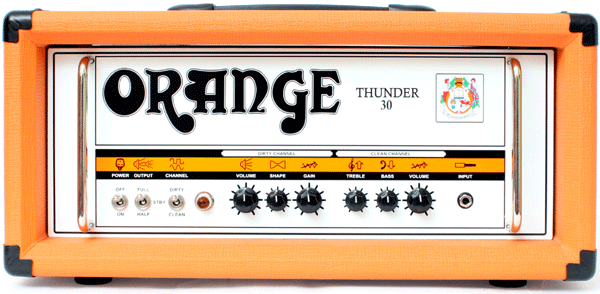 ORANGE
THUNDER
30
DIRTY CHANNEL CLEAN CHANNEL
POWER OUTPUT CHANNEL VOLUME SHAPE GAIN TREBLE BASS VOLUME INPUT
OFF FULL DIRTY
STBY
ON HALF CLEAN